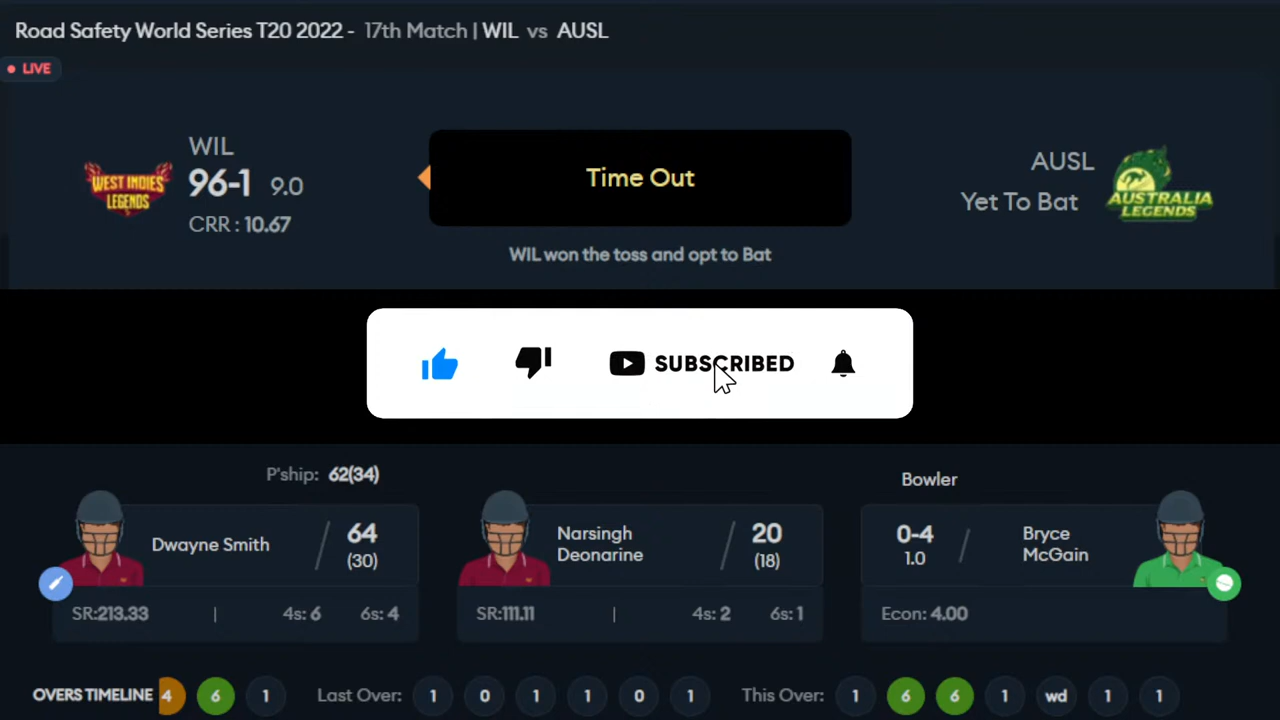 Road Safety World Series T20 2022 - 17th Match | WIL vs AUSL
LIVE
WIL
96-1 9.0
CRR : 10.67
WEST INDIES
LEGENDS
Time Out
WIL won the toss and opt to Bat
AUSL
Yet To Bat
AUSTRALIA
LEGENDS
SUBSCRIBED
P'ship: 62(34)
Dwayne Smith / 64
(30)
SR:213.33 | 4s: 6 6s: 4
Narsingh
Deonarine / 20
(18)
SR:111.11 | 4s: 2 6s: 1
Bowler
0-4
1.0 / Bryce
McGain
Econ: 4.00
OVERS TIMELINE 4 6 1 Last Over: 1 0 1 1 0 1 This Over: 1 6 6 1 wd 1 1